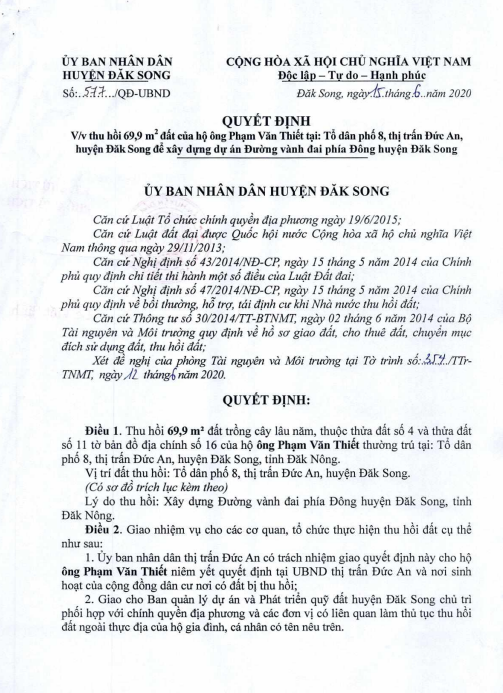 ỦY BAN NHÂN DÂN
HUYỆN ĐĂK SONG
Số: 577 /QĐ-UBND
CỘNG HÒA XÃ HỘI CHỦ NGHĨA VIỆT NAM
Độc lập – Tự do – Hạnh phúc
Đăk Song, ngày 15 tháng 6 năm 2020
QUYẾT ĐỊNH
V/v thu hồi 69,9 m² đất của hộ ông Phạm Văn Thiết tại: Tổ dân phố 8, thị trấn Đức An,
huyện Đăk Song để xây dựng dự án Đường vành đai phía Đông huyện Đăk Song
ỦY BAN NHÂN DÂN HUYỆN ĐĂK SONG
Căn cứ Luật Tổ chức chính quyền địa phương ngày 19/6/2015;
Căn cứ Luật đất đai được Quốc hội nước Cộng hòa xã hộ chủ nghĩa Việt
Nam thông qua ngày 29/11/2013;
Căn cứ Nghị định số 43/2014/NĐ-CP, ngày 15 tháng 5 năm 2014 của Chính
phủ quy định chi tiết thi hành một số điều của Luật Đất đai;
Căn cứ Nghị định số 47/2014/NĐ-CP, ngày 15 tháng 5 năm 2014 của Chính
phủ quy định về bồi thường, hỗ trợ, tái định cư khi Nhà nước thu hồi đất;
Căn cứ Thông tư số 30/2014/TT-BTNMT, ngày 02 tháng 6 năm 2014 của Bộ
Tài nguyên và Môi trường quy định về hồ sơ giao đất, cho thuê đất, chuyển mục
đích sử dụng đất, thu hồi đất;
Xét đề nghị của phòng Tài nguyên và Môi trường tại Tờ trình số: /TTr-
TNMT, ngày 12 tháng 6 năm 2020.
QUYẾT ĐỊNH:
Điều 1. Thu hồi 69,9 m² đất trồng cây lâu năm, thuộc thửa đất số 4 và thửa đất
số 11 tờ bản đồ địa chính số 16 của hộ ông Phạm Văn Thiết thường trú tại: Tổ dân
phố 8, thị trấn Đức An, huyện Đăk Song, tỉnh Đăk Nông.
Vị trí đất thu hồi: Tổ dân phố 8, thị trấn Đức An, huyện Đăk Song.
(Có sơ đồ trích lục kèm theo)
Lý do thu hồi: Xây dựng Đường vành đai phía Đông huyện Đăk Song, tỉnh
Đăk Nông.
Điều 2. Giao nhiệm vụ cho các cơ quan, tổ chức thực hiện thu hồi đất cụ thể
như sau:
1. Ủy ban nhân dân thị trấn Đức An có trách nhiệm giao quyết định này cho hộ
ông Phạm Văn Thiết niêm yết quyết định tại UBND thị trấn Đức An và nơi sinh
hoạt của cộng đồng dân cư nơi có đất bị thu hồi;
2. Giao cho Ban quản lý dự án và Phát triển quỹ đất huyện Đăk Song chủ trì
phối hợp với chính quyền địa phương và các đơn vị có liên quan làm thủ tục thu hồi
đất ngoài thực địa của hộ gia đình, cá nhân có tên nêu trên.